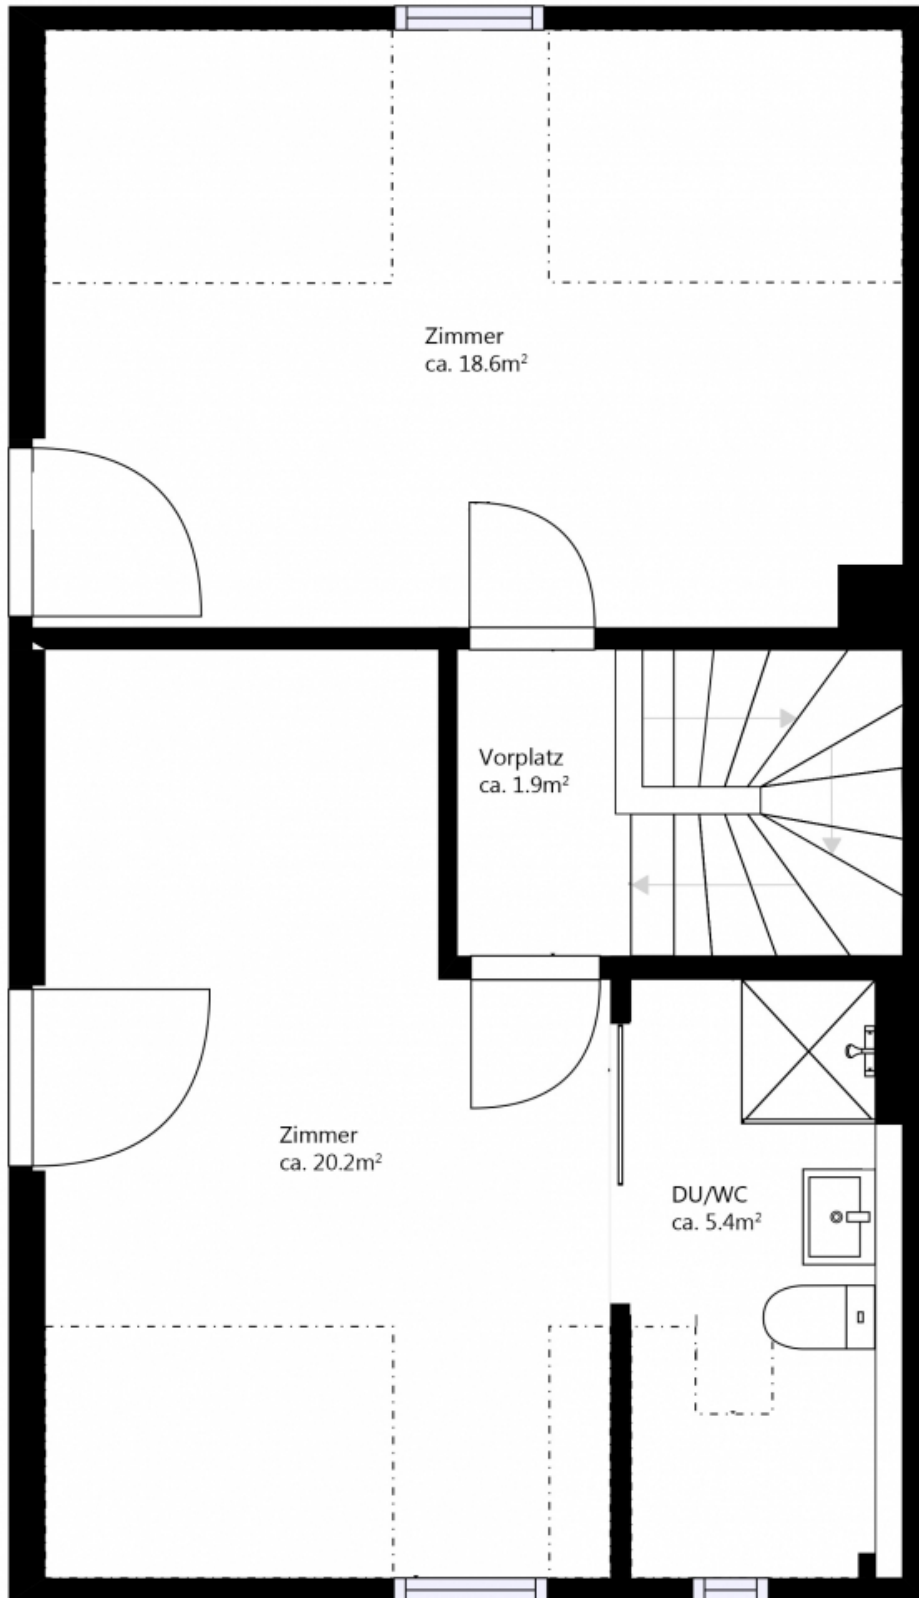 Zimmer
ca. 18.6m²
Vorplatz
ca. 1.9m²
Zimmer
ca. 20.2m²
DU/WC
ca. 5.4m²